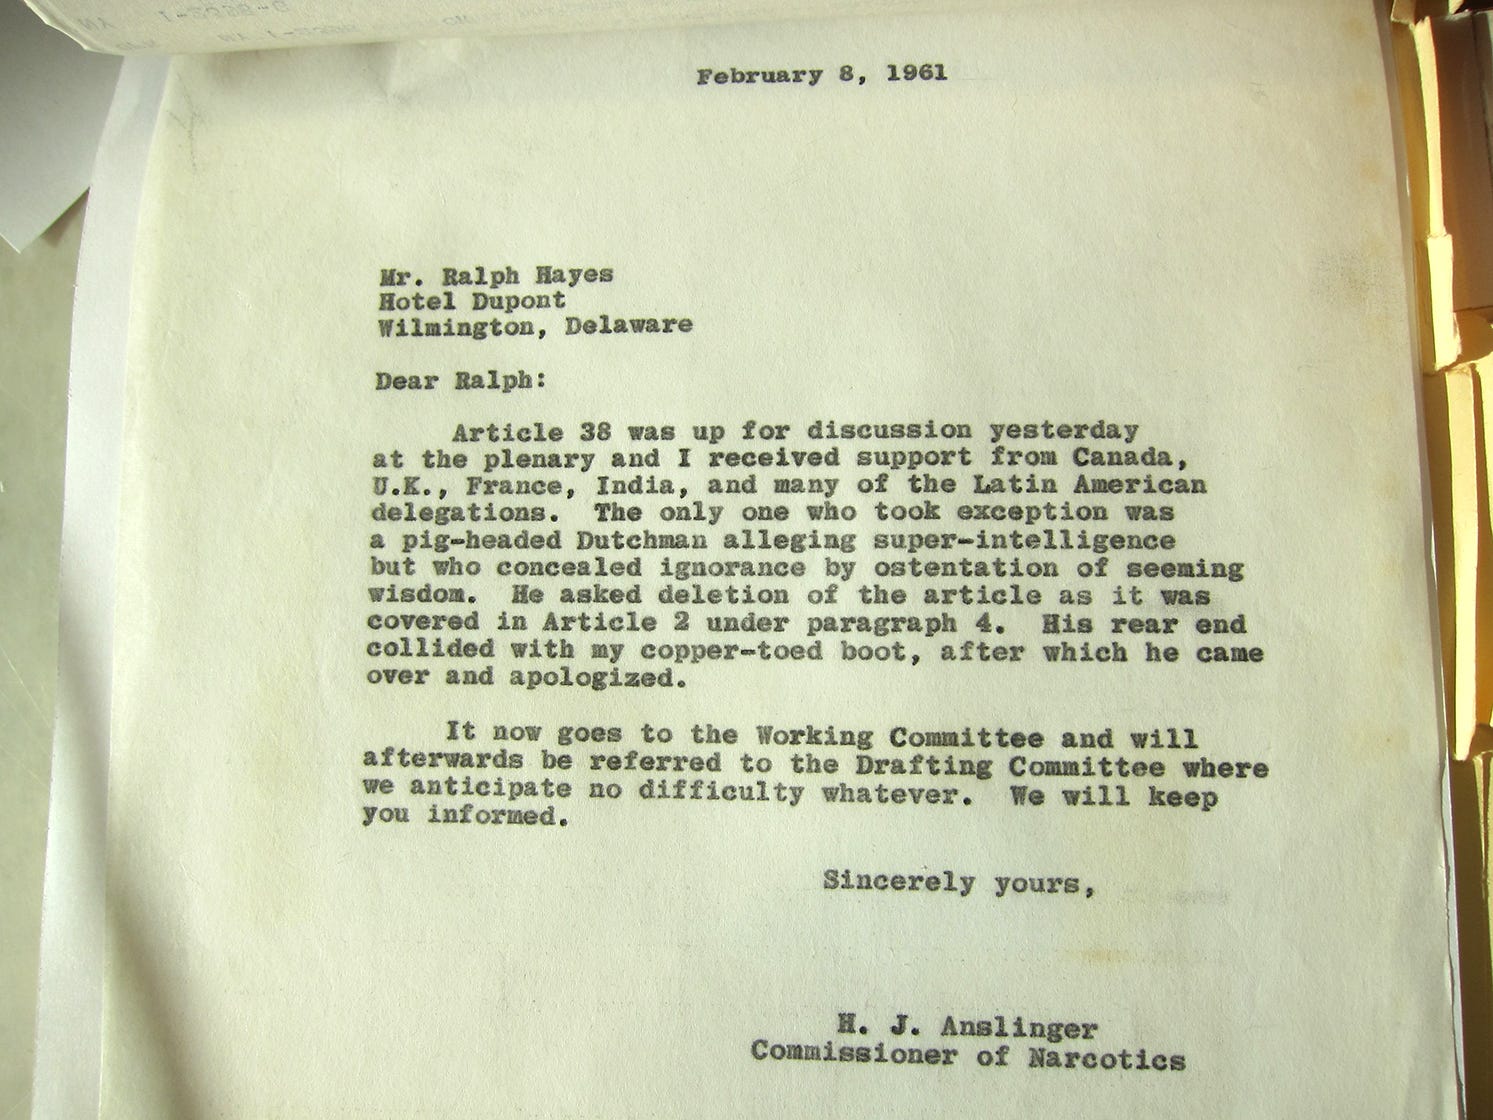 February 8, 1961
Mr. Ralph Hayes
Hotel Dupont
Wilmington, Delaware
Dear Ralph:
Article 38 was up for discussion yesterday
at the plenary and I received support from Canada,
U.K., France, India, and many of the Latin American
delegations. The only one who took exception was
a pig-headed Dutchman alleging super-intelligence
but who concealed ignorance by ostentation of seeming
wisdom. He asked deletion of the article as it was
covered in Article 2 under paragraph 4. His rear end
collided with my copper-toed boot, after which he came
over and apologized.
It now goes to the Working Committee and will
afterwards be referred to the Drafting Committee where
we anticipate no difficulty whatever. We will keep
you informed.
Sincerely yours,
H. J. Anslinger
Commissioner of Narcotics